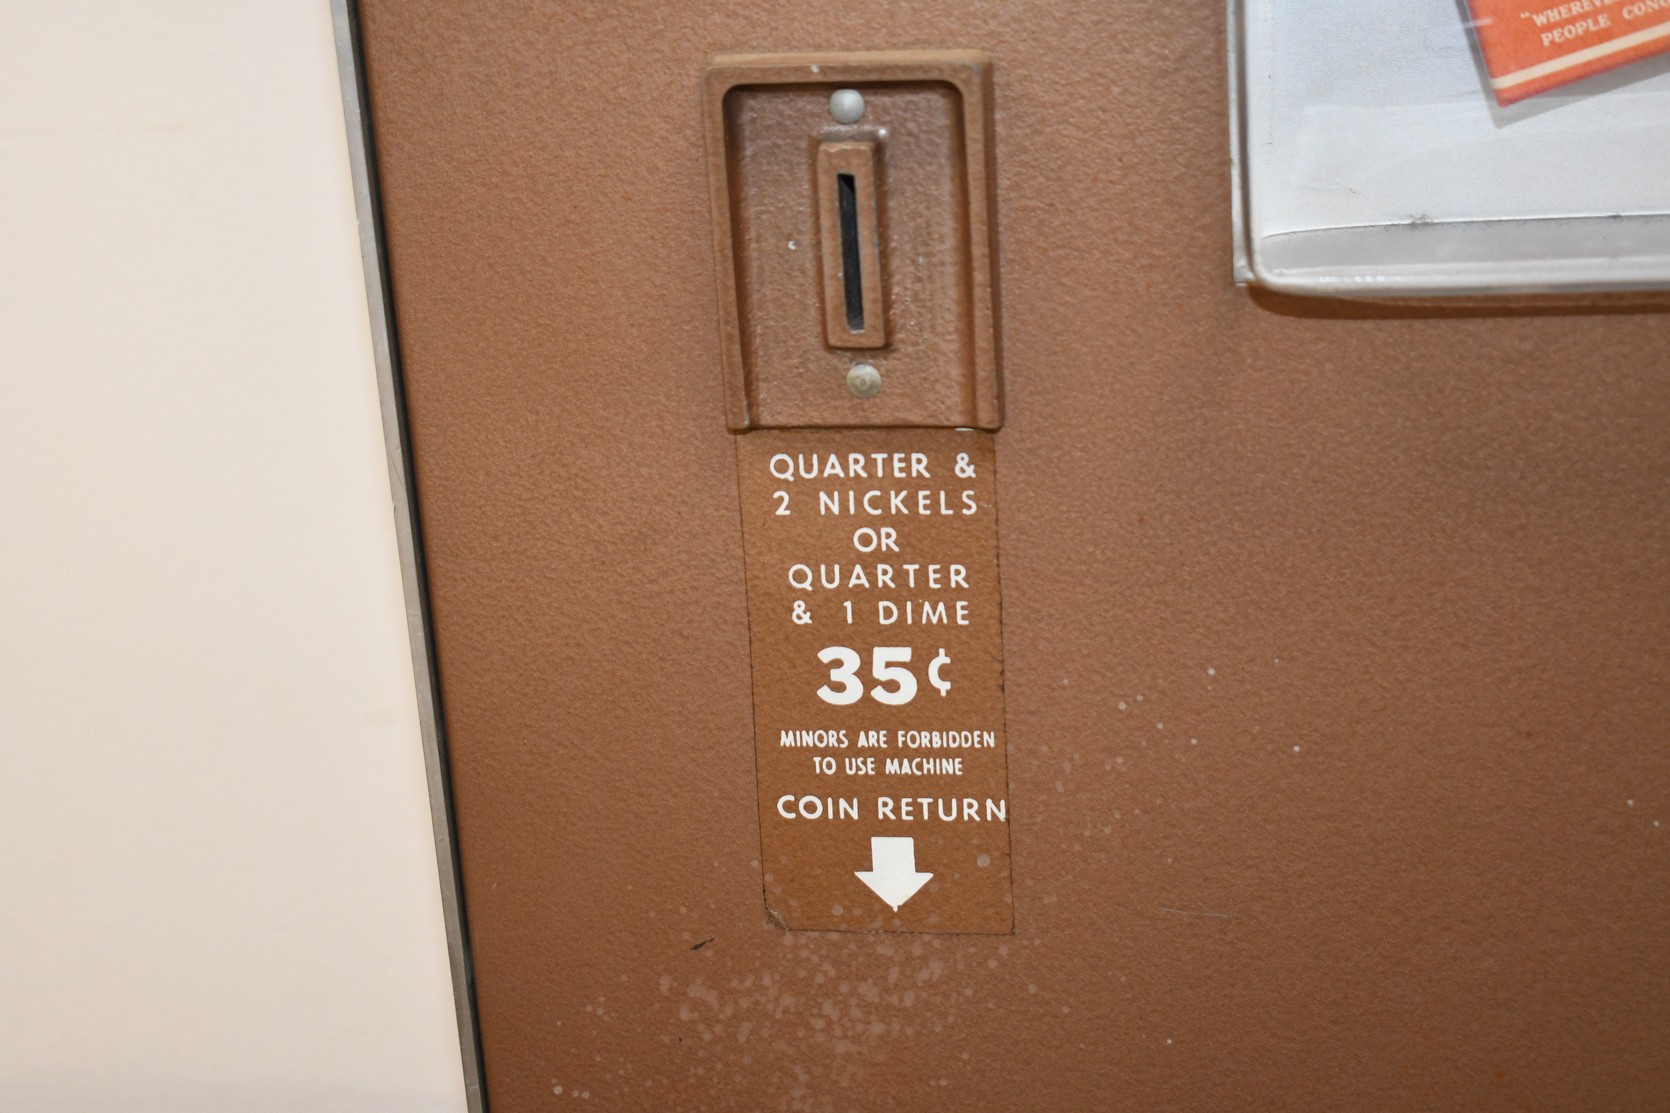 "WHEREVE
PEOPLE CONG
QUARTER &
2 NICKELS
OR
QUARTER
& 1 DIME
35¢
MINORS ARE FORBIDDEN
TO USE MACHINE
COIN RETURN